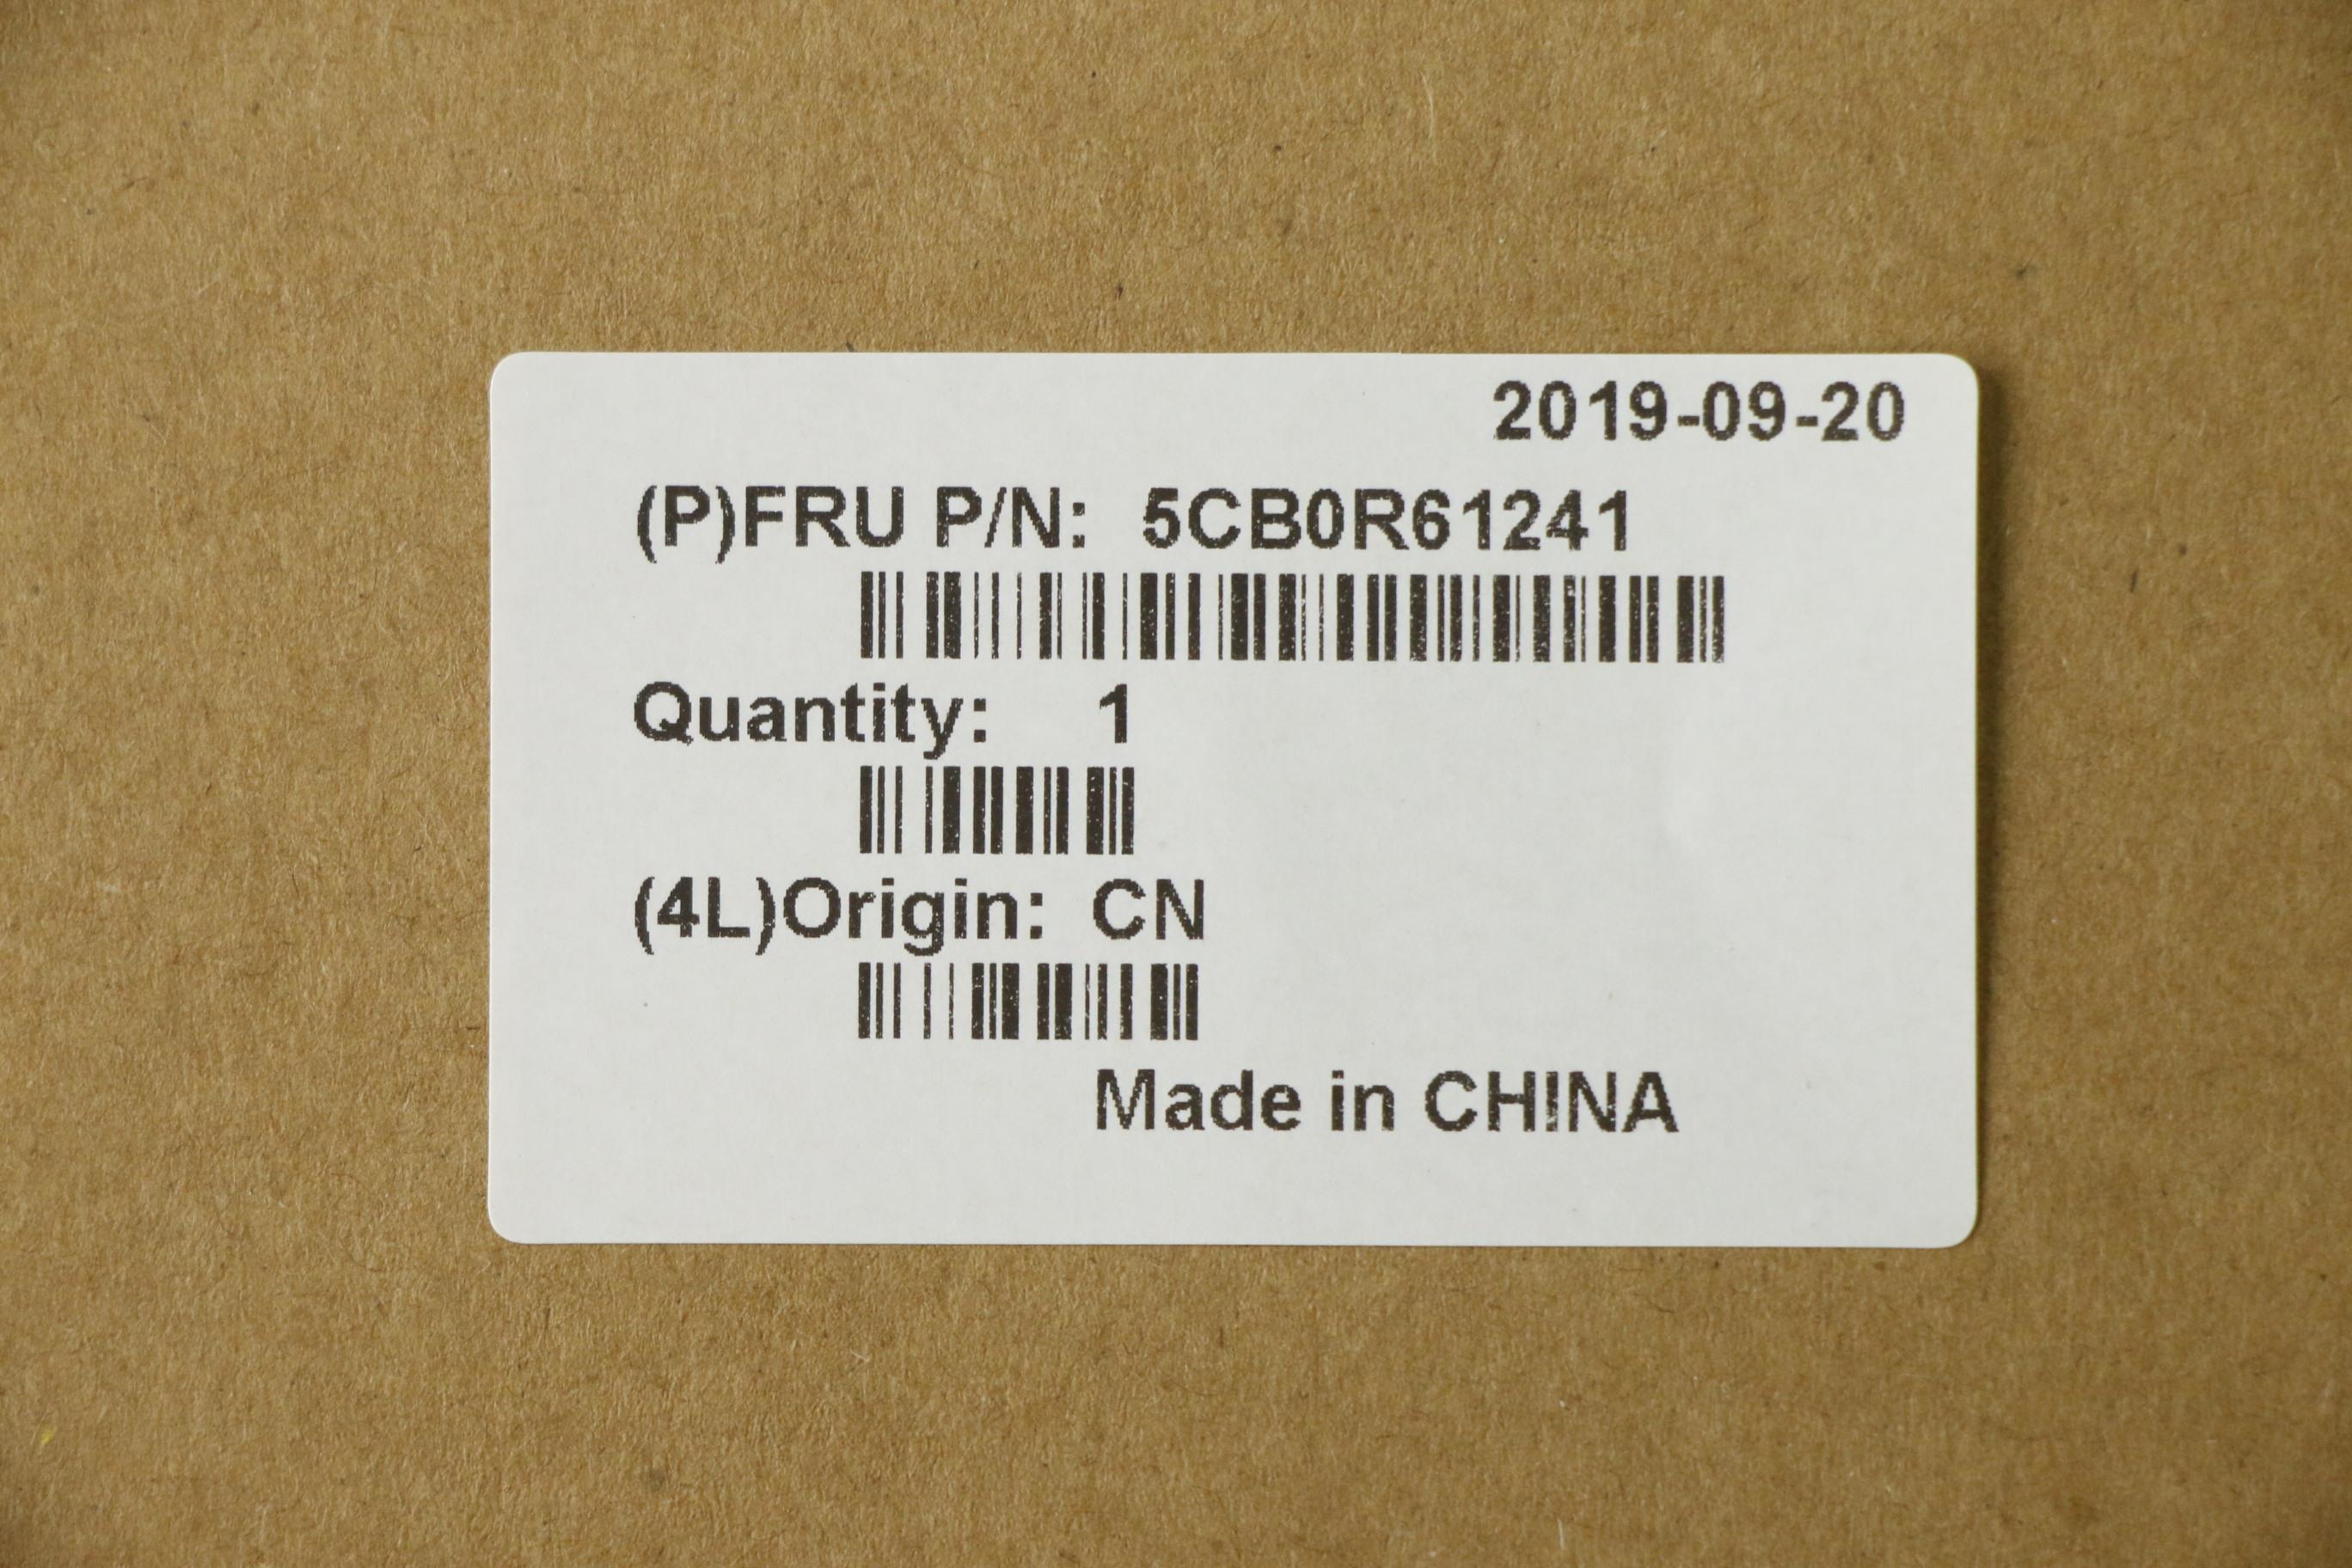 2019-09-20
(P)FRU P/N: 5CB0R61241
Quantity: 1
(4L)Origin: CN
Made in CHINA